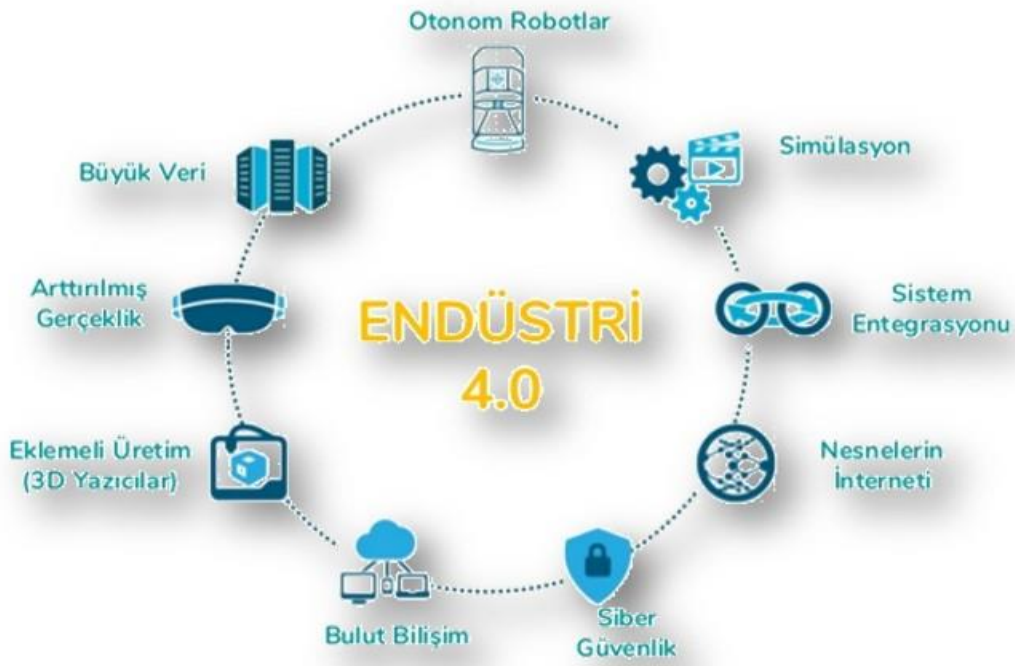 Otonom Robotlar
Simülasyon
Büyük Veri
Arttırılmış
Gerçeklik
ENDÜSTRİ
4.0
Sistem
Entegrasyonu
Eklemeli Üretim
(3D Yazıcılar)
Nesnelerin
İnterneti
Bulut Bilişim
Siber
Güvenlik